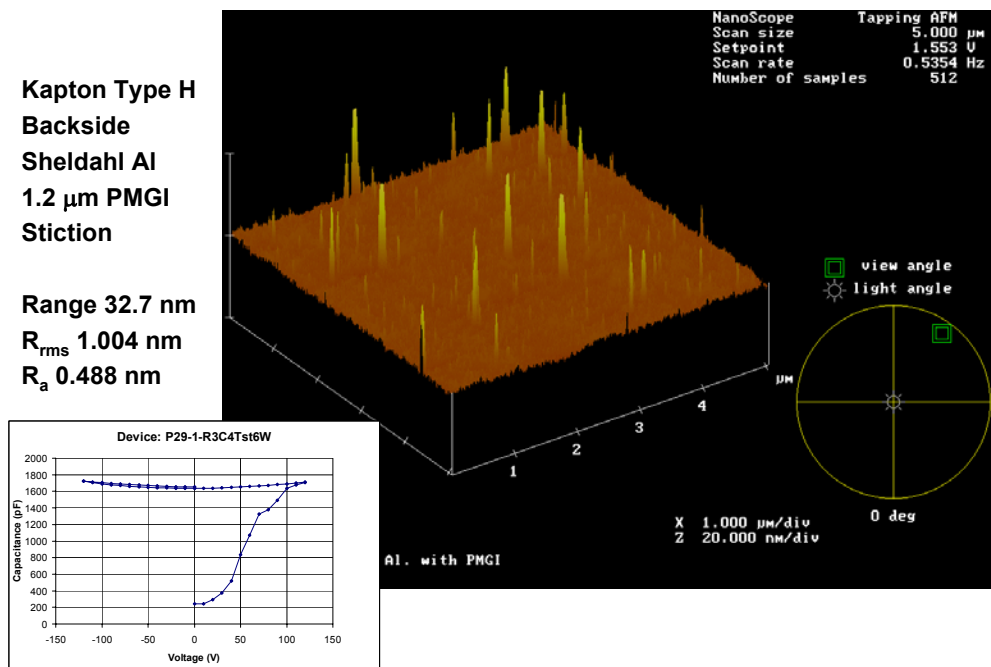 Kapton Type H
Backside
Sheldahl Al
1.2 μm PMGI
Stiction
Range 32.7 nm
Rrms 1.004 nm
Ra 0.488 nm
NanoScope Tapping AFM
Scan size 5.000 µm
Setpoint 1.553 V
Scan rate 0.5354 Hz
Number of samples 512
view angle
light angle
µm
4
3
2
1
X 1.000 µm/div
Z 20.000 nm/div
0 deg
Al. with PMGI
Device: P29-1-R3C4Tst6W
Capacitance (pF)
2000
1800
1600
1400
1200
1000
800
600
400
200
0
-150 -100 -50 0 50 100 150
Voltage (V)